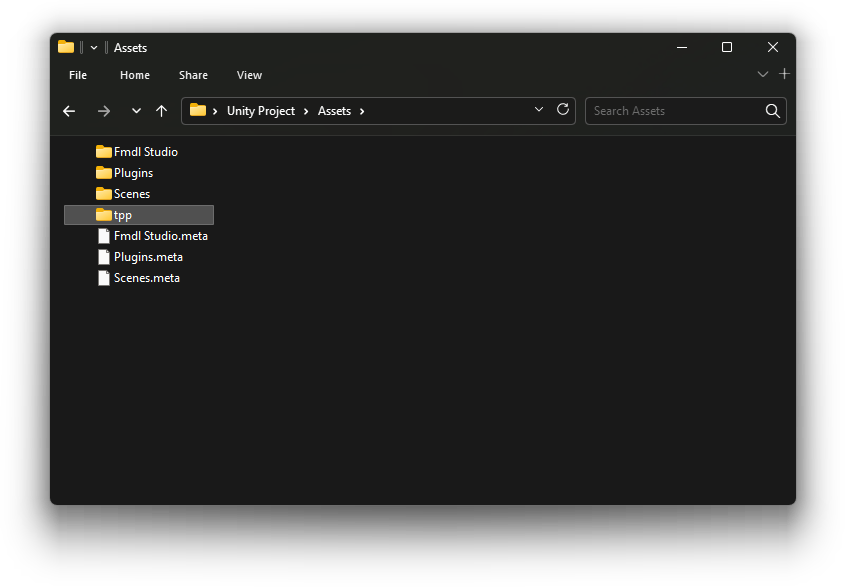 Assets
File Home Share View
Unity Project Assets
Search Assets
Fmdl Studio
Plugins
Scenes
tpp
Fmdl Studio.meta
Plugins.meta
Scenes.meta